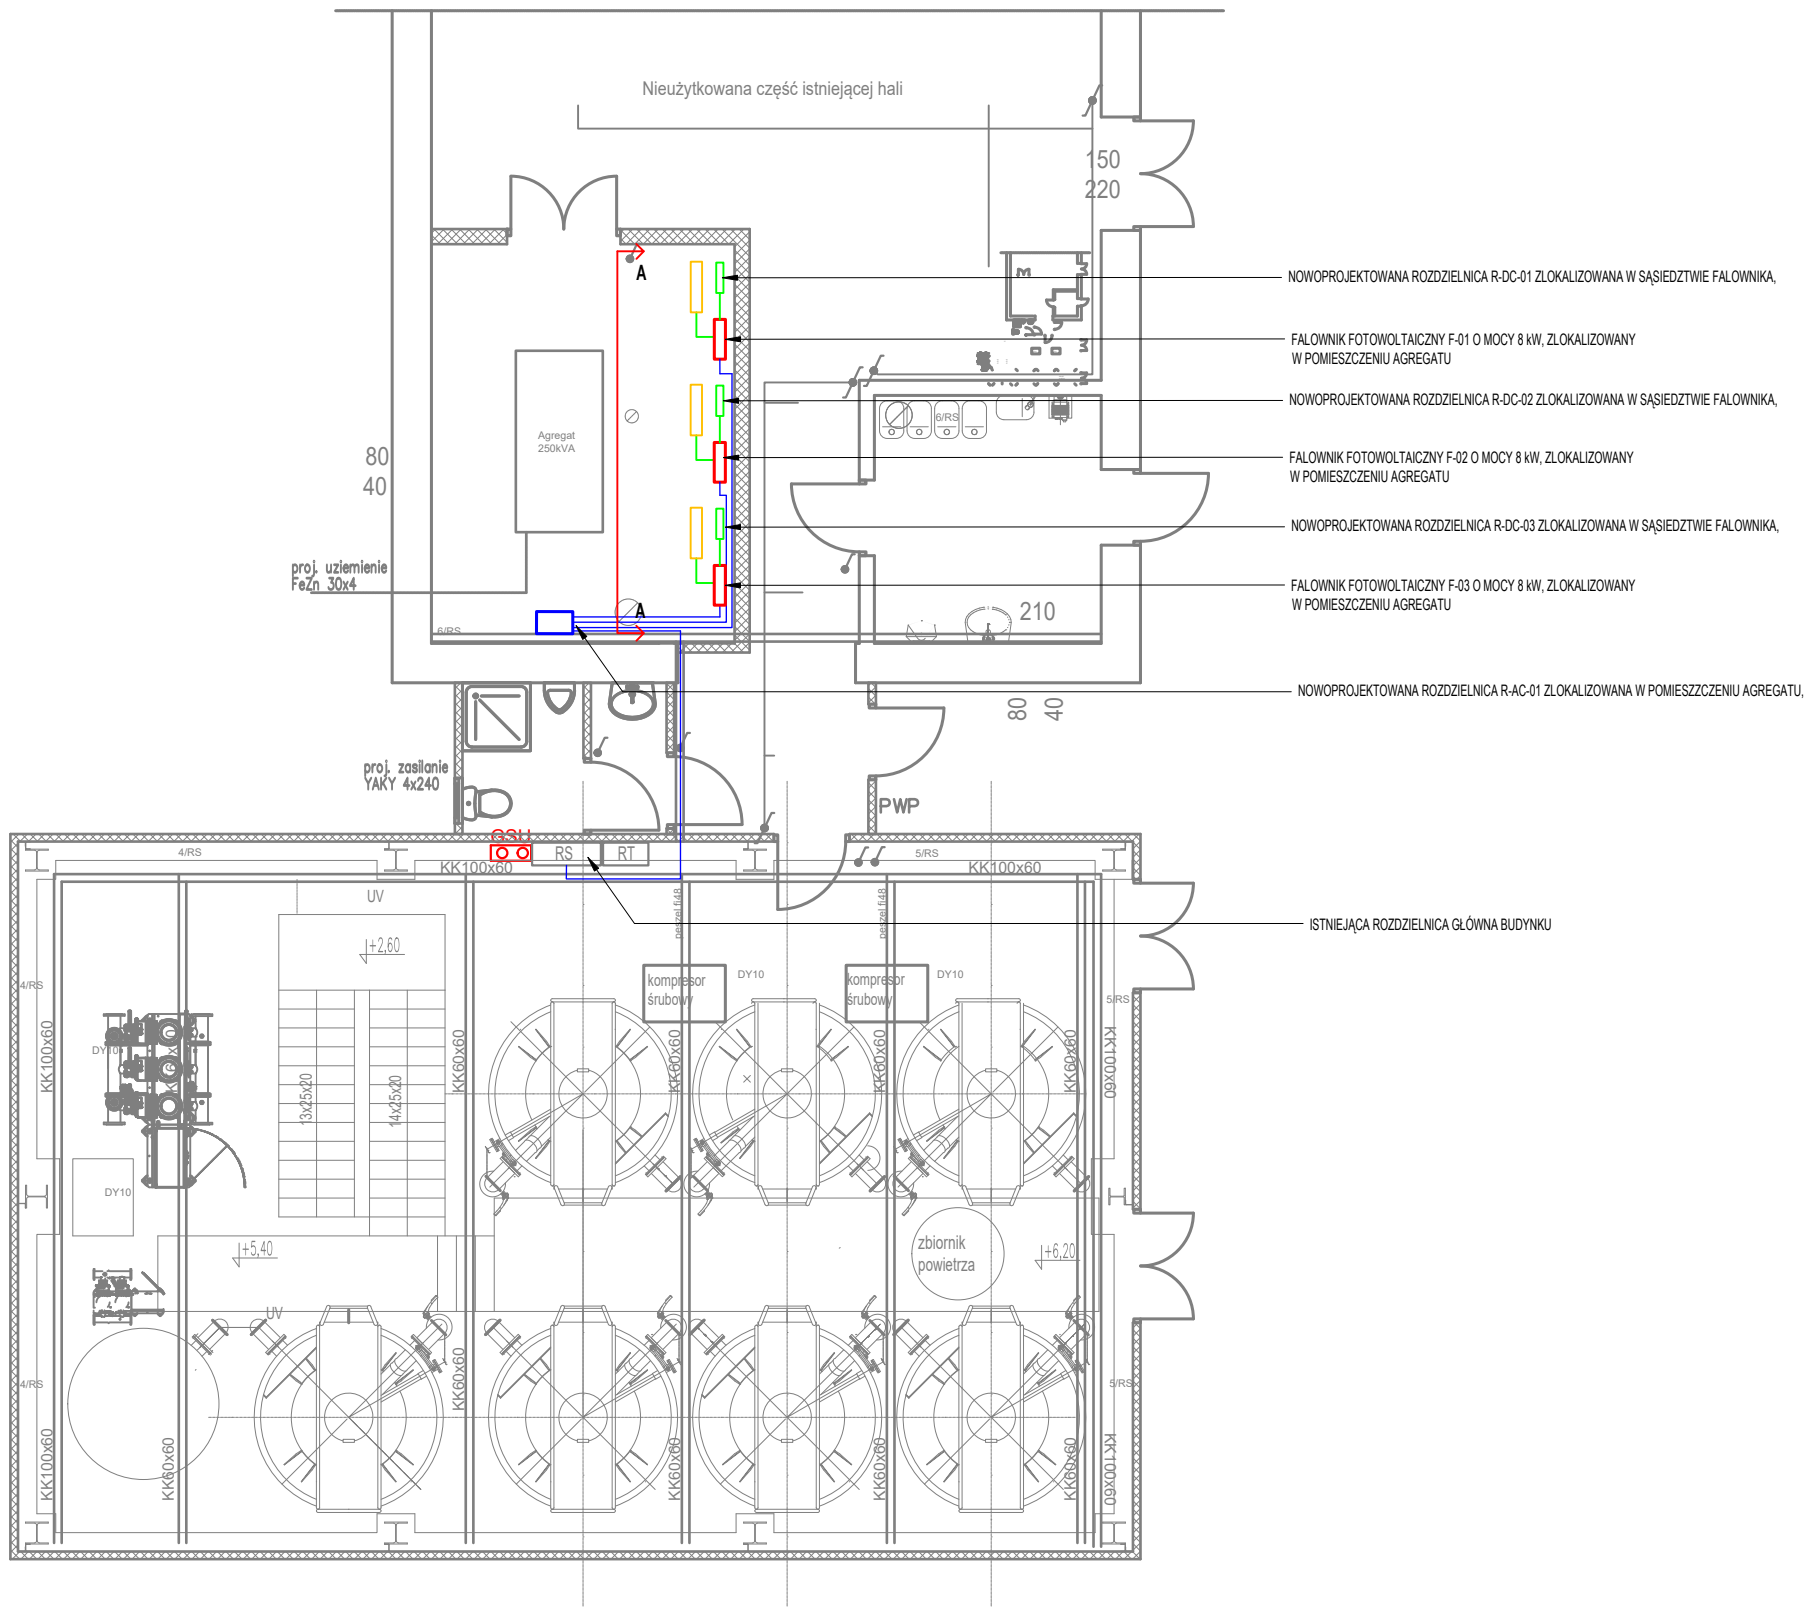 Nieużytkowana część istniejącej hali
150
220
A
NOWOPROJEKTOWANA ROZDZIELNICA R-DC-01 ZLOKALIZOWANA W SĄSIEDZTWIE FALOWNIKA,
FALOWNIK FOTOWOLTAICZNY F-01 O MOCY 8 kW, ZLOKALIZOWANY
W POMIESZCZENIU AGREGATU
NOWOPROJEKTOWANA ROZDZIELNICA R-DC-02 ZLOKALIZOWANA W SĄSIEDZTWIE FALOWNIKA,
6/RS
Agregat
250kVA
80
40
FALOWNIK FOTOWOLTAICZNY F-02 O MOCY 8 kW, ZLOKALIZOWANY
W POMIESZCZENIU AGREGATU
NOWOPROJEKTOWANA ROZDZIELNICA R-DC-03 ZLOKALIZOWANA W SĄSIEDZTWIE FALOWNIKA,
proj. uziemienie
FeZn 30x4
FALOWNIK FOTOWOLTAICZNY F-03 O MOCY 8 kW, ZLOKALIZOWANY
W POMIESZCZENIU AGREGATU
A
210
6/RS
NOWOPROJEKTOWANA ROZDZIELNICA R-AC-01 ZLOKALIZOWANA W POMIESZZCZENIU AGREGATU,
80
40
proj. zasilanie
YAKY 4x240
PWP
GSU
4/RS
RS
RT
5/RS
KK100x60
KK100x60
UV
peszel fi48
peszel fi48
ISTNIEJĄCA ROZDZIELNICA GŁÓWNA BUDYNKU
+2,60
kompresor
śrubowy
DY10
kompresor
śrubowy
DY10
4/RS
5/RS
KK100x60
DY10
13x25x20
14x25x20
KK60x60
KK60x60
KK60x60
KK60x60
KK100x60
DY10
+5,40
zbiornik
powietrza
+6,20
UV
4/RS
KK60x60
5/RS
KK100x60
KK60x60
KK60x60
KK60x60
KK60x60
KK100x60